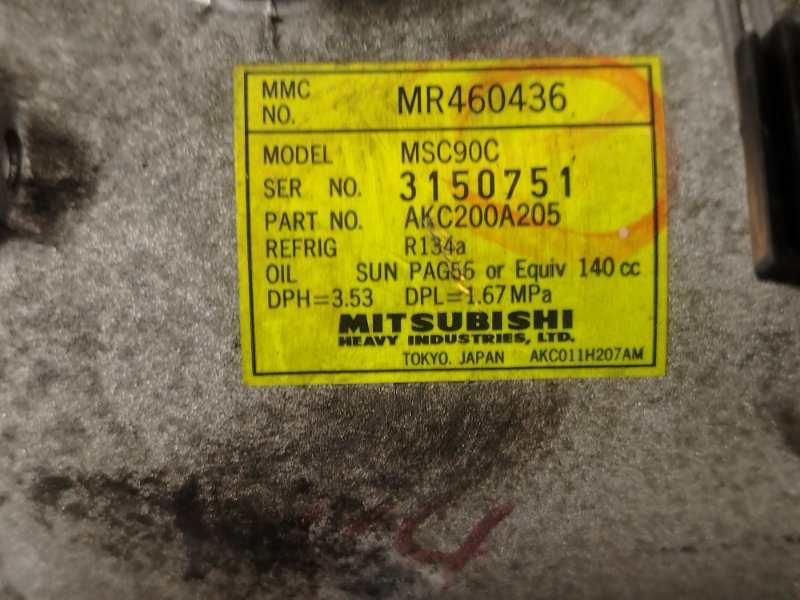 MMC NO. MR460436
MODEL MSC90C
SER NO. 3150751
PART NO. AKC200A205
REFRIG R134a
OIL SUN PAG56 or Equiv 140 cc
DPH=3.53 DPL=1.67 MPa
MITSUBISHI
HEAVY INDUSTRIES, LTD.
TOKYO. JAPAN AKC011H207AM